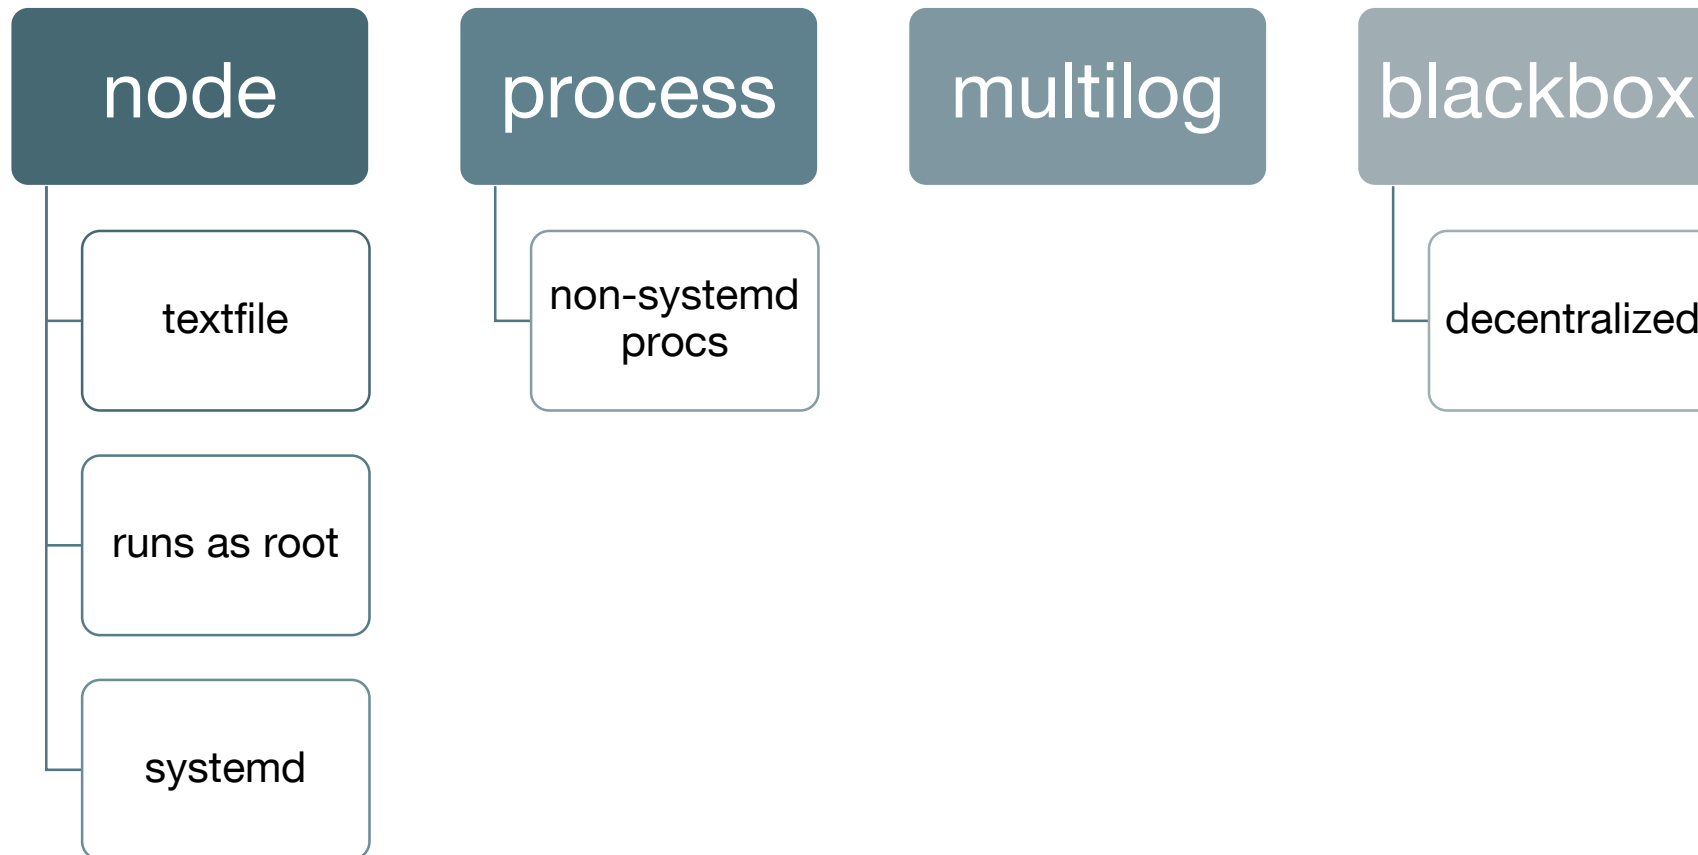 node
textfile
runs as root
systemd
process
non-systemd
procs
multilog
blackbox
decentralized